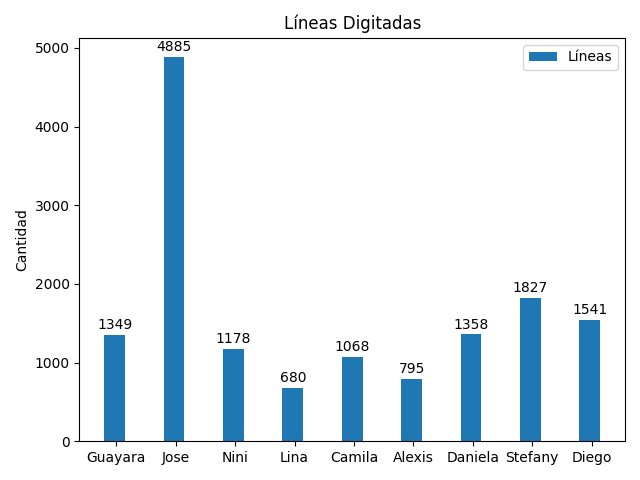 Líneas Digitadas
Líneas
Cantidad
5000
4000
3000
2000
1000
0
1349
4885
1178
680
1068
795
1358
1827
1541
Guayara
Jose
Nini
Lina
Camila
Alexis
Daniela
Stefany
Diego